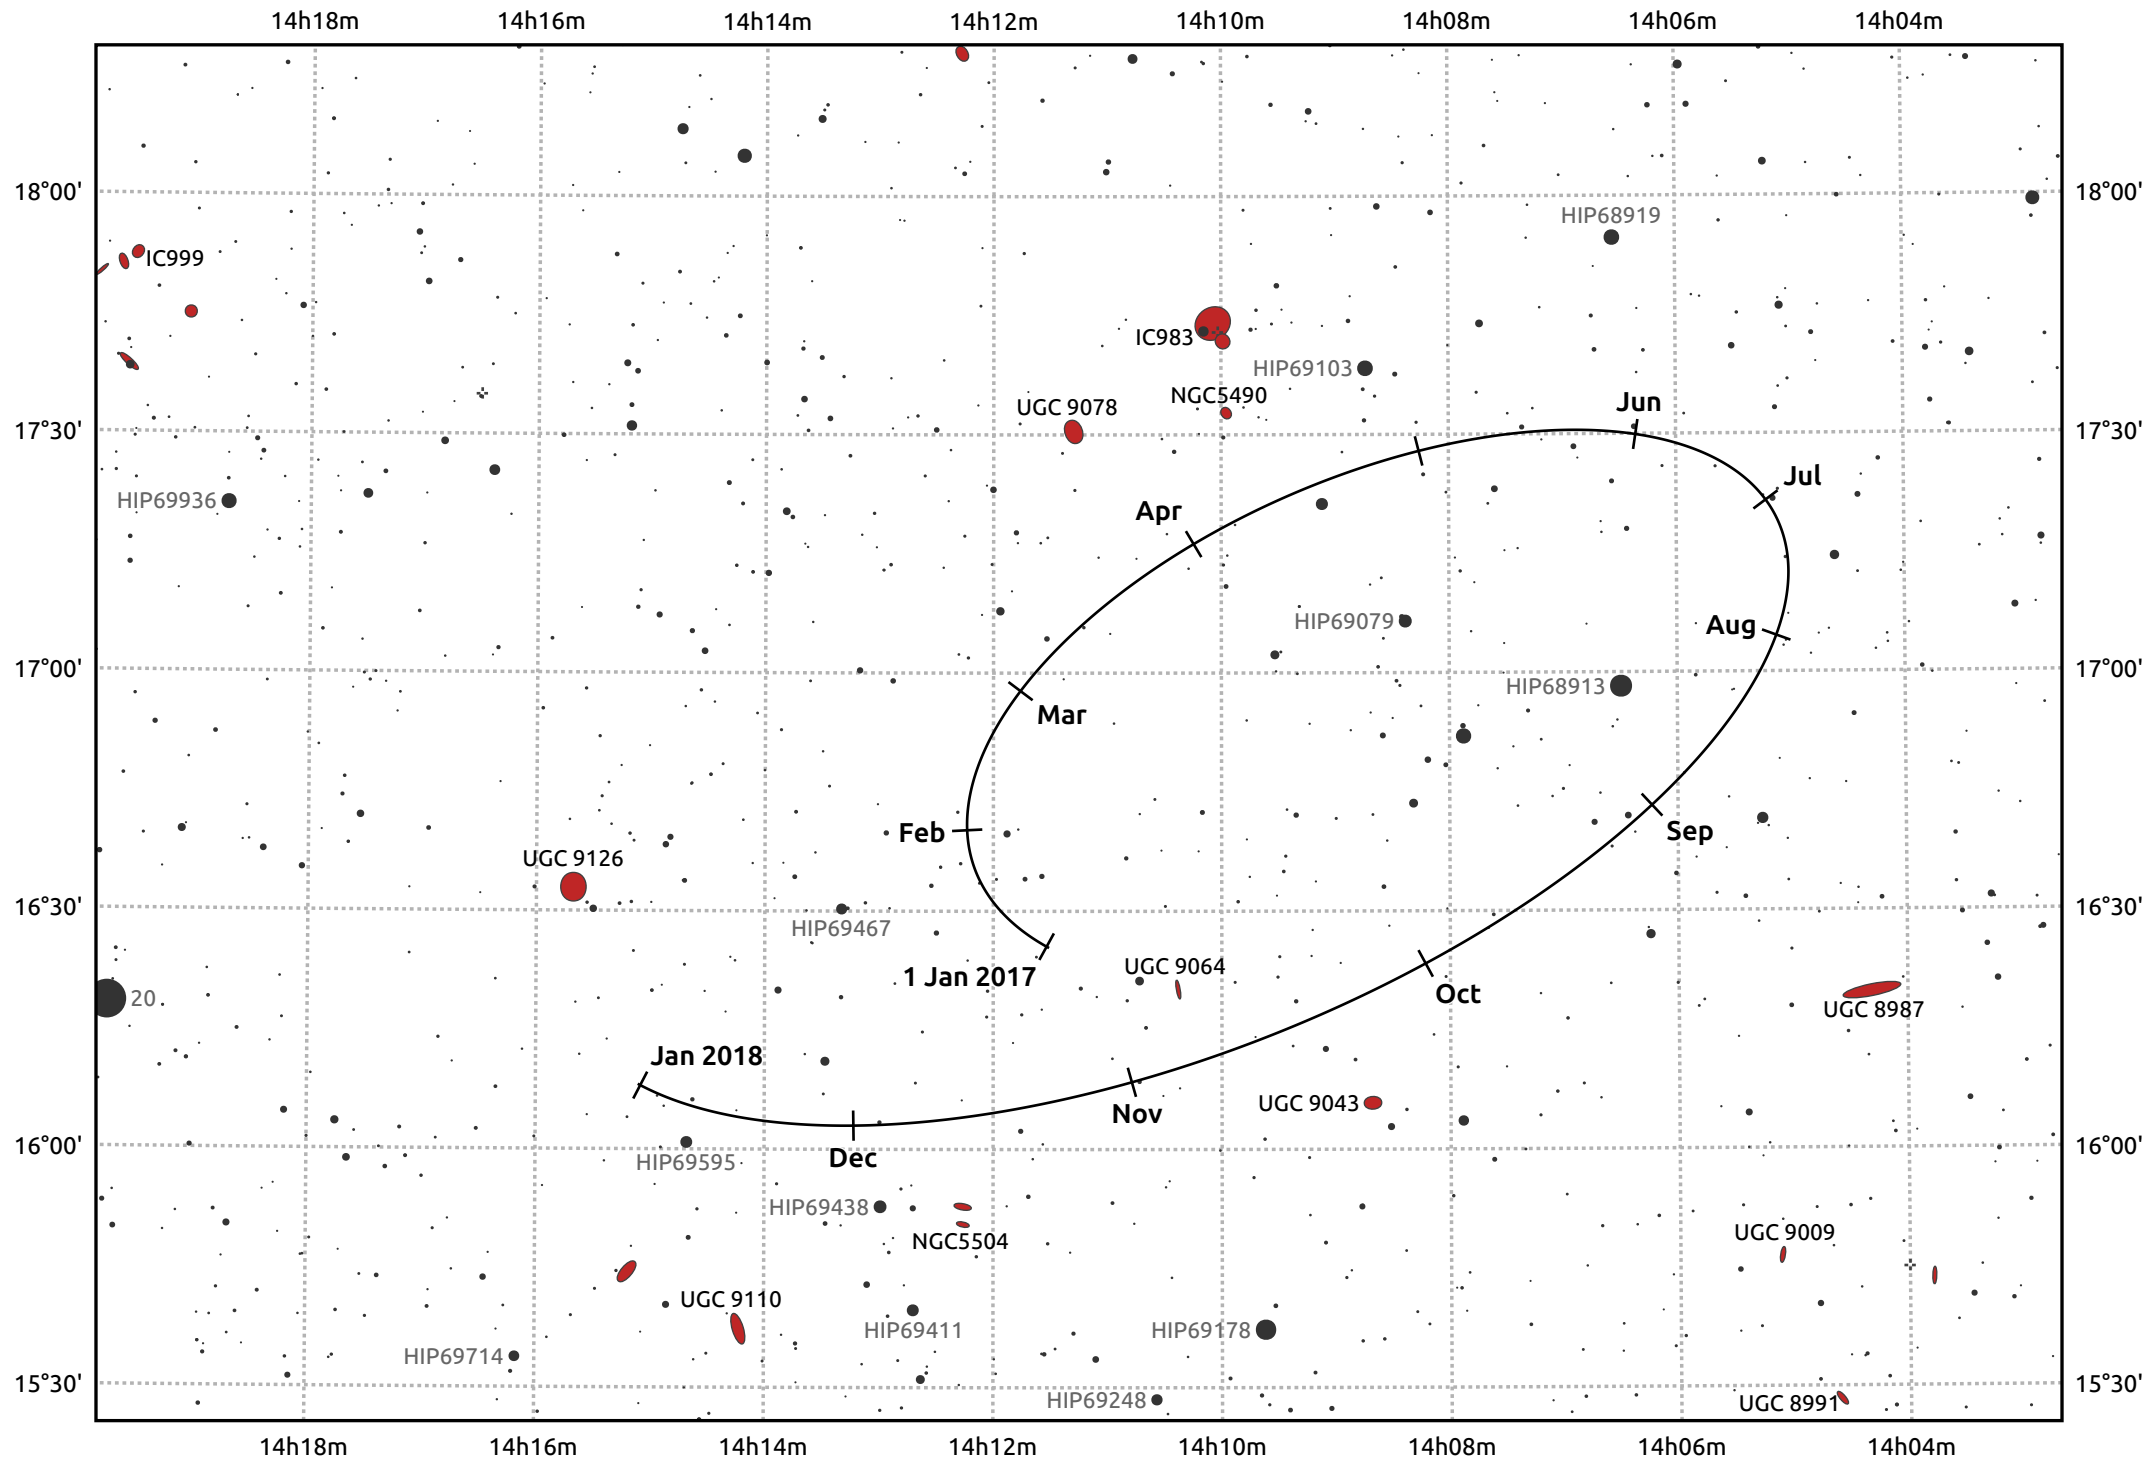 14h18m 14h16m 14h14m 14h12m 14h10m 14h08m 14h06m 14h04m
18°00' 18°00'
HIP68919
IC999
IC983
HIP69103
NGC5490
UGC 9078
Jun
17°30' 17°30'
Jul
HIP69936
Apr
HIP69079
Aug
17°00' 17°00'
HIP68913
Mar
Feb
Sep
UGC 9126
16°30' 16°30'
HIP69467
UGC 9064
1 Jan 2017
Oct
20
UGC 8987
Jan 2018
UGC 9043
Nov
16°00' 16°00'
Dec
HIP69595
HIP69438
UGC 9009
NGC5504
UGC 9110
HIP69411
HIP69178
HIP69714
15°30' 15°30'
HIP69248
UGC 8991
14h18m 14h16m 14h14m 14h12m 14h10m 14h08m 14h06m 14h04m